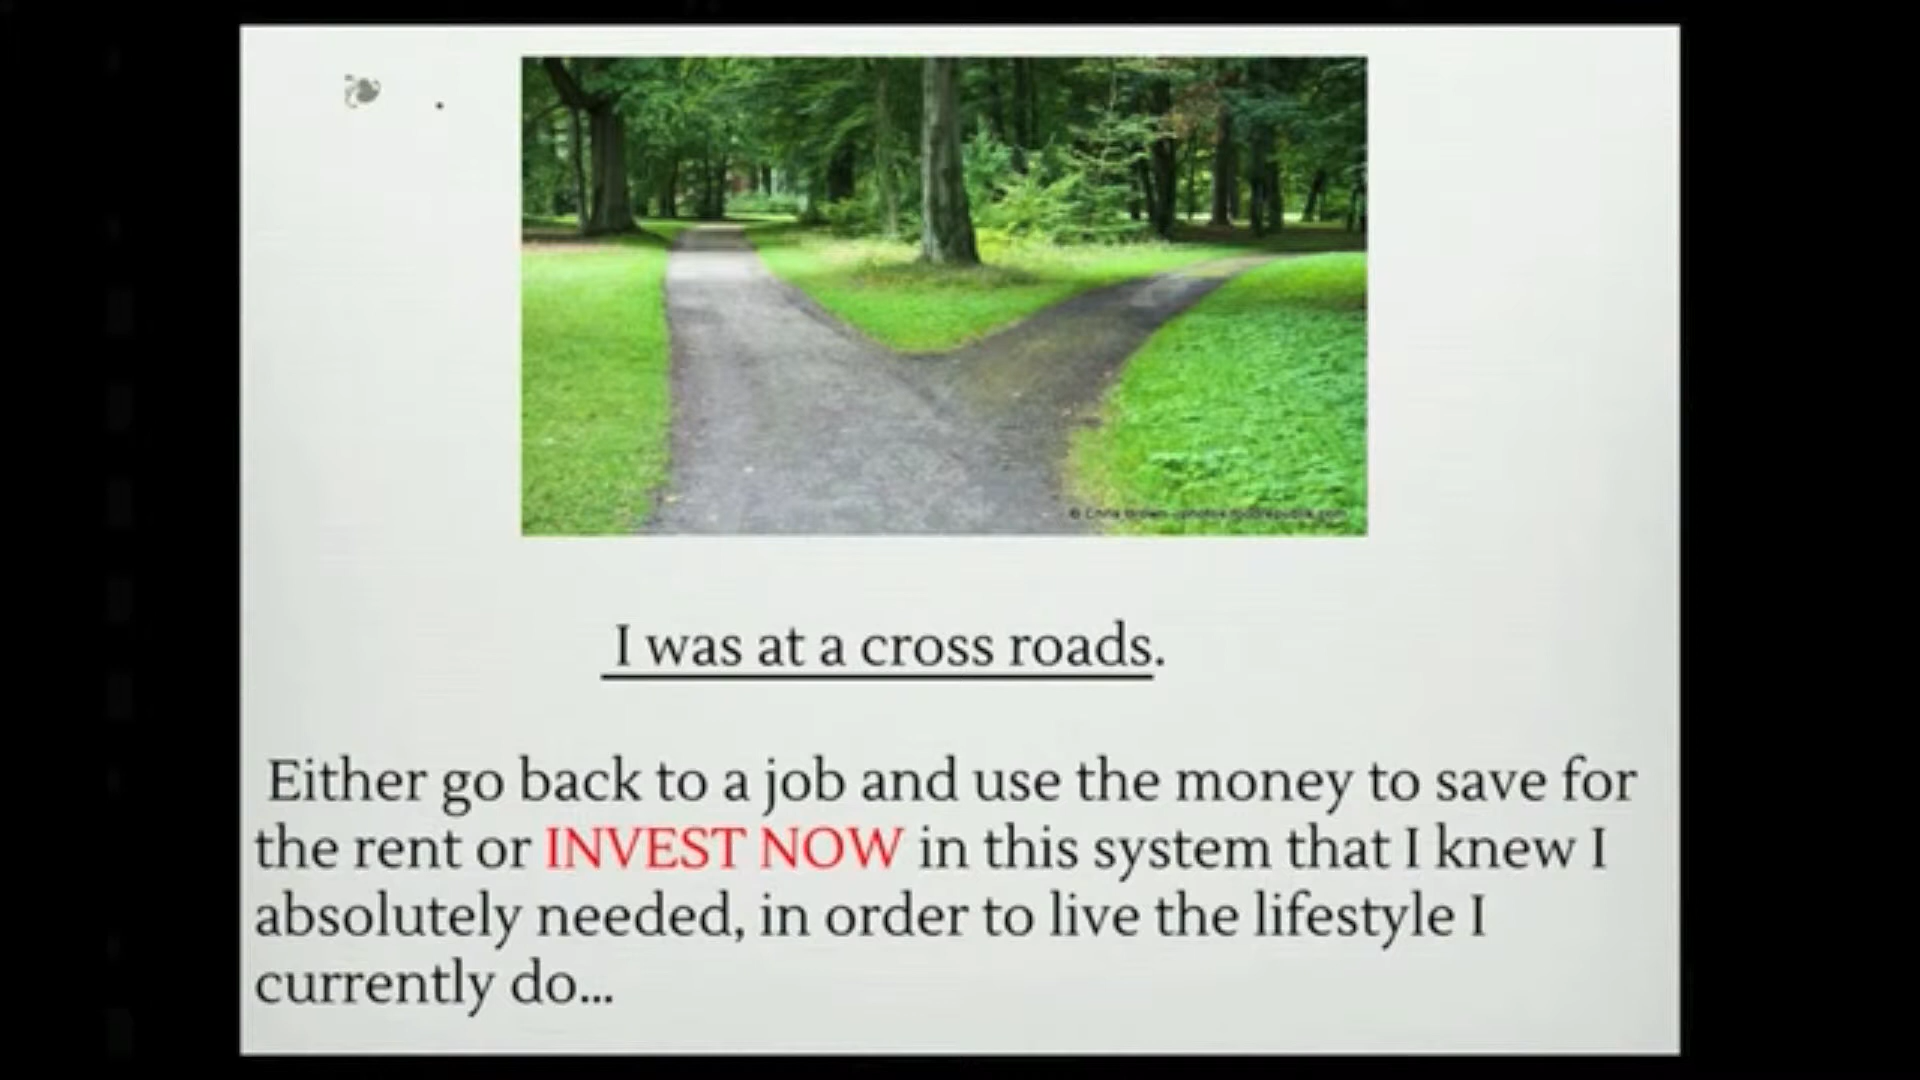 I was at a cross roads.
Either go back to a job and use the money to save for
the rent or INVEST NOW in this system that I knew I
absolutely needed, in order to live the lifestyle I
currently do...